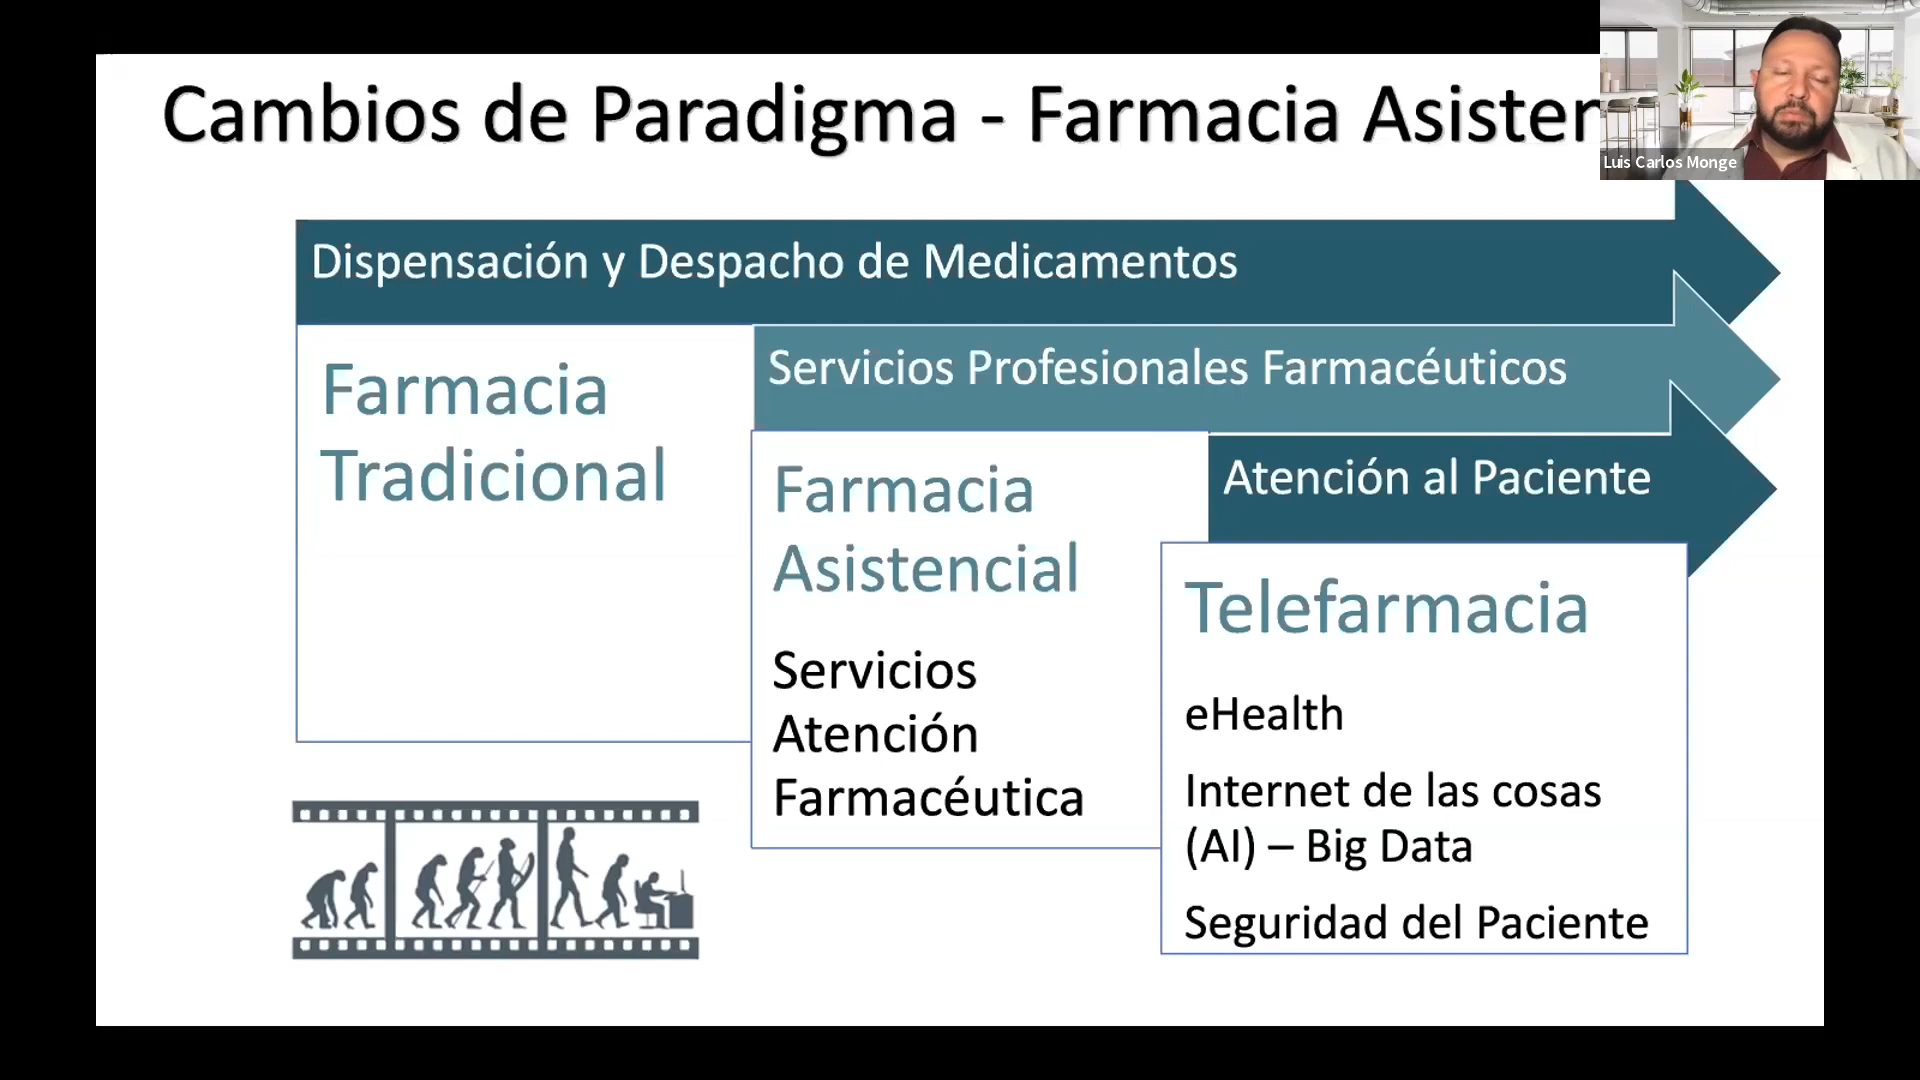 Cambios de Paradigma - Farmacia Asisten
Luis Carlos Monge
Dispensación y Despacho de Medicamentos
Farmacia
Tradicional
Servicios Profesionales Farmacéuticos
Farmacia
Asistencial
Servicios
Atención
Farmacéutica
Atención al Paciente
Telefarmacia
eHealth
Internet de las cosas
(AI) – Big Data
Seguridad del Paciente